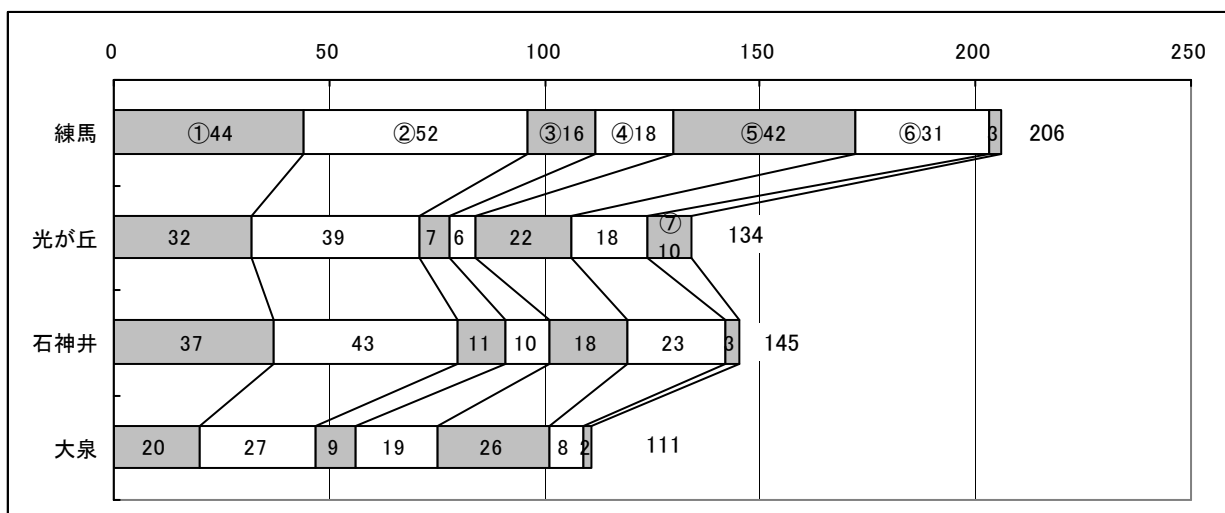 0 50 100 150 200 250
練馬 ①44 ②52 ③16 ④18 ⑤42 ⑥31 3 206
光が丘 32 39 7 6 22 18 ⑦10 134
石神井 37 43 11 10 18 23 3 145
大泉 20 27 9 19 26 8 2 111